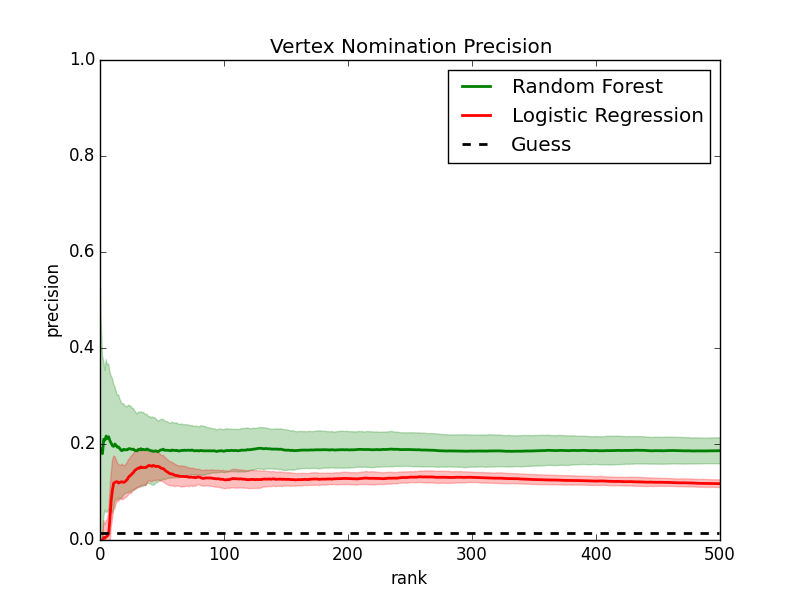 Vertex Nomination Precision
1.0
0.8
0.6
0.4
0.2
0.0
precision
Random Forest
Logistic Regression
Guess
0 100 200 300 400 500
rank